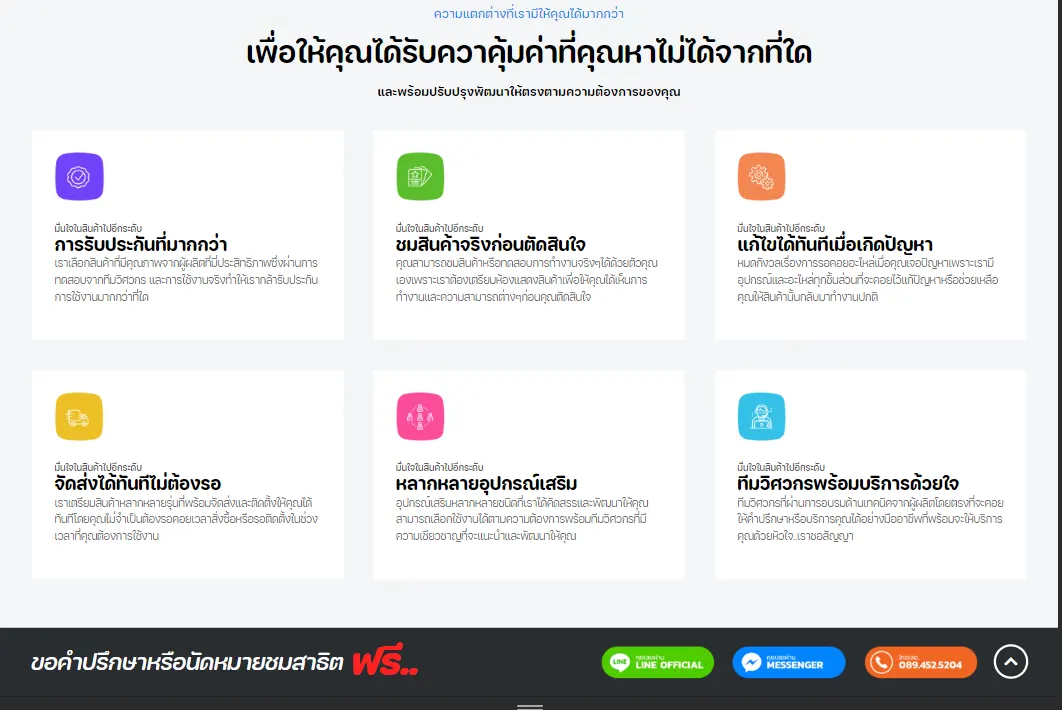 ความแตกต่างที่เรามีให้คุณได้มากกว่า
เพื่อให้คุณได้รับควาคุ้มค่าที่คุณหาไม่ได้จากที่ใด
และพร้อมปรับปรุงพัฒนาให้ตรงตามความต้องการของคุณ
มั่นใจในสินค้าไปอีกระดับ
การรับประกันที่มากกว่า
เราเลือกสินค้าที่มีคุณภาพจากผู้ผลิตที่มีประสิทธิภาพซึ่งผ่านการ
ทดสอบจากทีมวิศวกร และการใช้งานจริงทำให้เรากล้ารับประกัน
การใช้งานมากกว่าที่ใด
มั่นใจในสินค้าไปอีกระดับ
ชมสินค้าจริงก่อนตัดสินใจ
คุณสามารถชมสินค้าหรือทดสอบการทำงานจริงๆได้ด้วยตัวคุณ
เองเพราะเราต้องเตรียมห้องแสดงสินค้าเพื่อให้คุณได้เห็นการ
ทำงานและความสามารถต่างๆก่อนคุณตัดสินใจ
มั่นใจในสินค้าไปอีกระดับ
แก้ไขได้ทันทีเมื่อเกิดปัญหา
หมดกังวลเรื่องการรอคอยอะไหล่เมื่อคุณเจอปัญหาเพราะเรามี
อุปกรณ์และอะไหล่ทุกชิ้นส่วนที่จะคอยไว้แก้ปัญหาหรือช่วยเหลือ
คุณให้สินค้านั้นกลับมาทำงานปกติ
มั่นใจในสินค้าไปอีกระดับ
จัดส่งได้ทันทีไม่ต้องรอ
เราเตรียมสินค้าหลากหลายรุ่นที่พร้อมจัดส่งและติดตั้งให้คุณได้
ทันทีโดยคุณไม่จำเป็นต้องรอคอยเวลาสั่งซื้อหรือรอติดตั้งในช่วง
เวลาที่คุณต้องการใช้งาน
มั่นใจในสินค้าไปอีกระดับ
หลากหลายอุปกรณ์เสริม
อุปกรณ์เสริมหลากหลายชนิดที่เราได้คัดสรรและพัฒนาให้คุณ
สามารถเลือกใช้งานได้ตามความต้องการพร้อมทีมวิศวกรที่มี
ความเชี่ยวชาญที่จะแนะนำและพัฒนาให้คุณ
มั่นใจในสินค้าไปอีกระดับ
ทีมวิศวกรพร้อมบริการด้วยใจ
ทีมวิศวกรที่ผ่านการอบรมด้านเทคนิคจากผู้ผลิตโดยตรงที่จะคอย
ให้คำปรึกษาหรือบริการคุณได้อย่างมืออาชีพที่พร้อมจะให้บริการ
คุณด้วยหัวใจ..เราขอสัญญา
ขอคำปรึกษาหรือนัดหมายชมสาธิต ฟรี..
LINE
คุยเลยผ่าน
LINE OFFICIAL
คุยเลยผ่าน
MESSENGER
โทรเลย..
089.452.5204